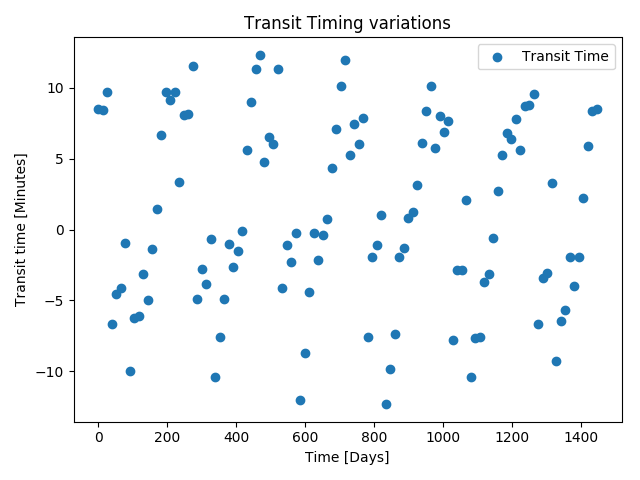 Transit Timing variations
Transit Time
10
5
0
−5
−10
Transit time [Minutes]
0 200 400 600 800 1000 1200 1400
Time [Days]